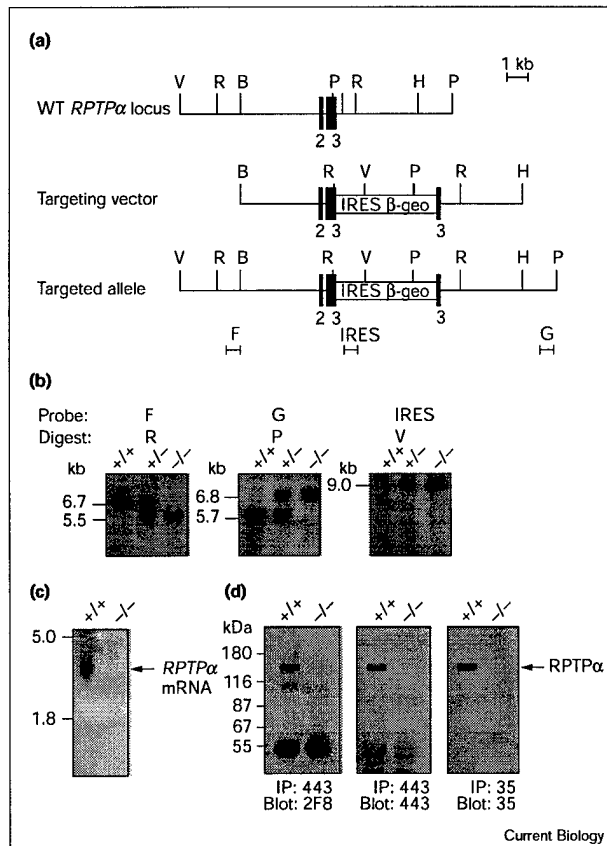 (a)
1 kb
V R B P R H P
WT RPTPα locus
2 3
B R V P R H
Targeting vector
IRES β-geo
2 3 3
V R B R V P R H P
Targeted allele
IRES β-geo
2 3 3
F IRES G
(b)
Probe: F G IRES
Digest: R P V
+/+ +/- -/- +/+ +/- -/- +/+ +/- -/-
kb kb kb
6.7 6.8 9.0
5.5 5.7
(c) (d)
+/+ -/- +/+ -/- +/+ -/- +/+ -/-
5.0 kDa
180
RPTPα
mRNA
RPTPα
116
1.8 87
67
55
IP: 443 IP: 443 IP: 35
Blot: 2F8 Blot: 443 Blot: 35
Current Biology